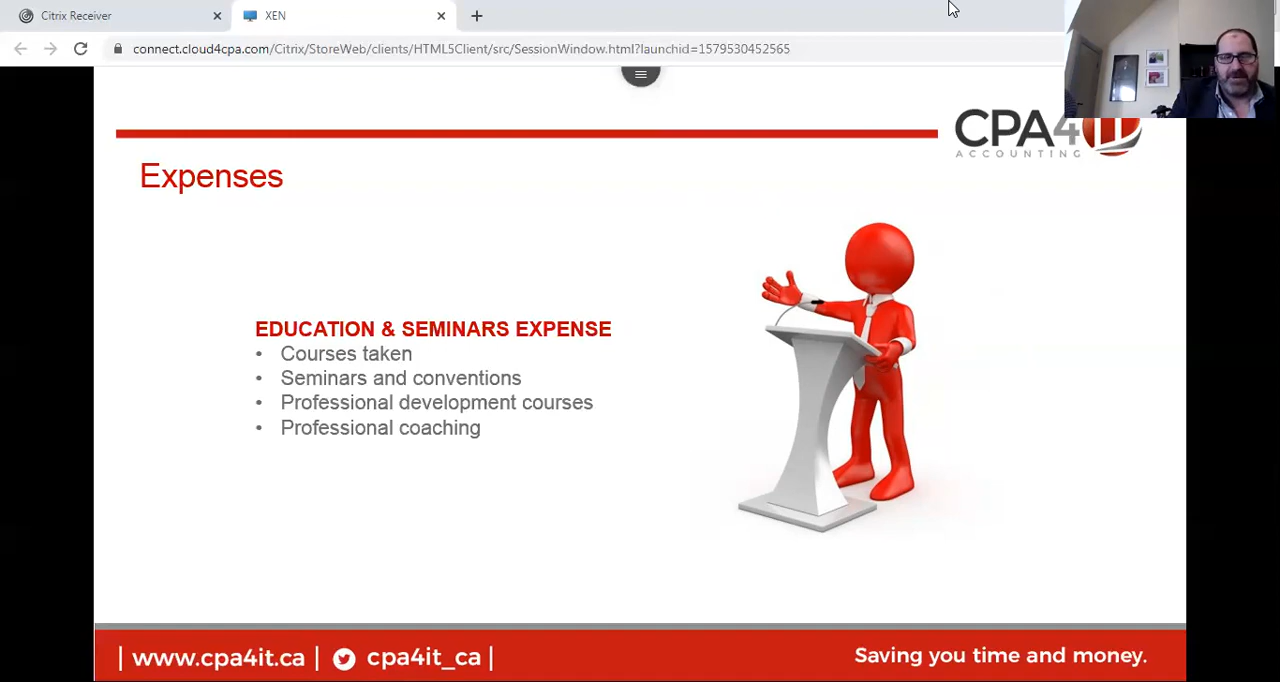 Citrix Receiver
XEN
connect.cloud4cpa.com/Citrix/StoreWeb/clients/HTML5Client/src/SessionWindow.html?launchid=1579530452565
CPA4IT
ACCOUNTING
Expenses
EDUCATION & SEMINARS EXPENSE
• Courses taken
• Seminars and conventions
• Professional development courses
• Professional coaching
| www.cpa4it.ca | cpa4it_ca |
Saving you time and money.